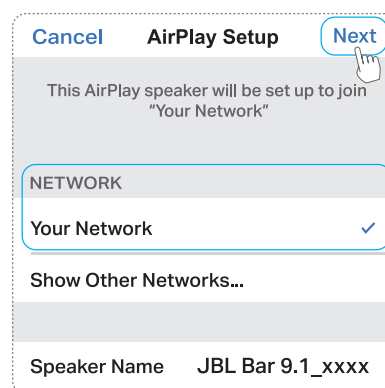 Cancel AirPlay Setup Next
This AirPlay speaker will be set up to join
“Your Network”
NETWORK
Your Network
Show Other Networks...
Speaker Name JBL Bar 9.1_xxxx